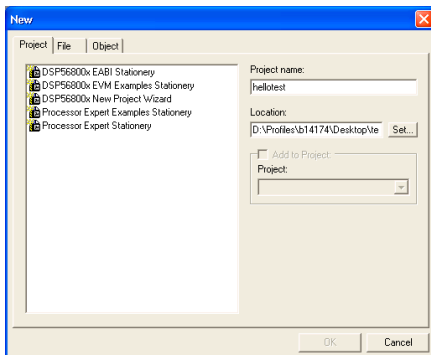 New
Project File Object
DSP56800x EABI Stationery
DSP56800x EVM Examples Stationery
DSP56800x New Project Wizard
Processor Expert Examples Stationery
Processor Expert Stationery
Project name:
hellotest
Location:
D:\Profiles\b14174\Desktop\te Set...
Add to Project:
Project:
OK Cancel